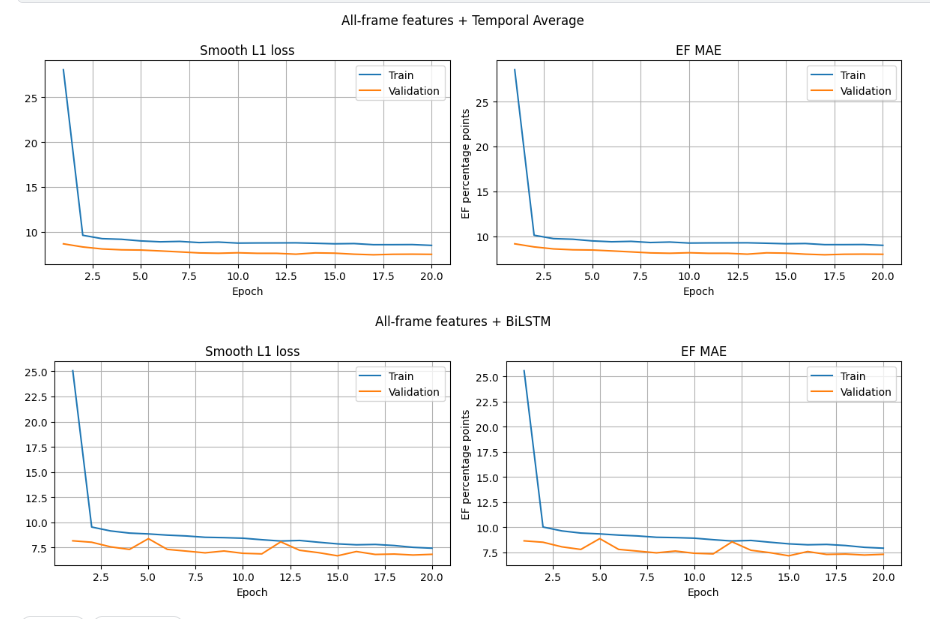 All-frame features + Temporal Average
Smooth L1 loss
Train
Validation
25
20
15
10
2.5 5.0 7.5 10.0 12.5 15.0 17.5 20.0
Epoch
EF MAE
Train
Validation
EF percentage points
25
20
15
10
2.5 5.0 7.5 10.0 12.5 15.0 17.5 20.0
Epoch
All-frame features + BiLSTM
Smooth L1 loss
Train
Validation
25.0
22.5
20.0
17.5
15.0
12.5
10.0
7.5
2.5 5.0 7.5 10.0 12.5 15.0 17.5 20.0
Epoch
EF MAE
Train
Validation
EF percentage points
25.0
22.5
20.0
17.5
15.0
12.5
10.0
7.5
2.5 5.0 7.5 10.0 12.5 15.0 17.5 20.0
Epoch